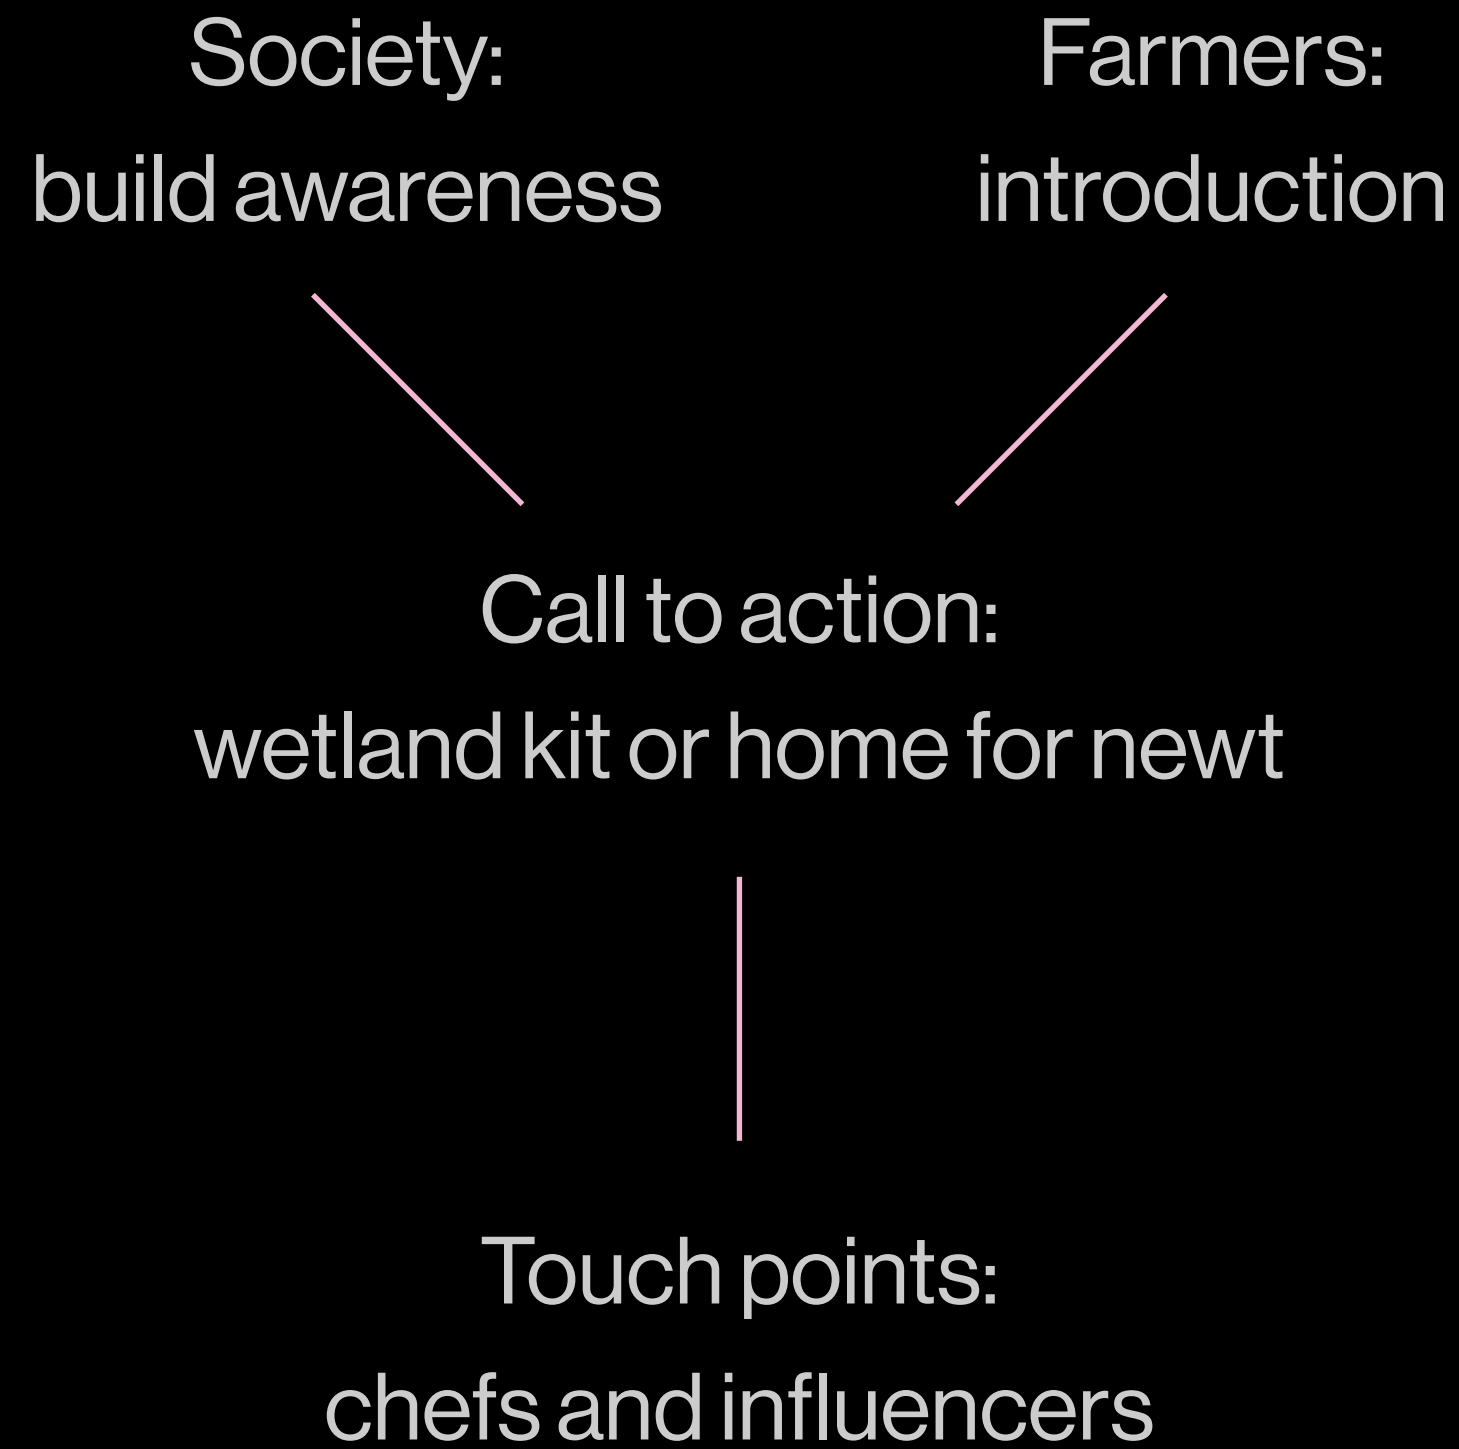 Society:
build awareness
Farmers:
introduction
Call to action:
wetland kit or home for newt
Touch points:
chefs and influencers